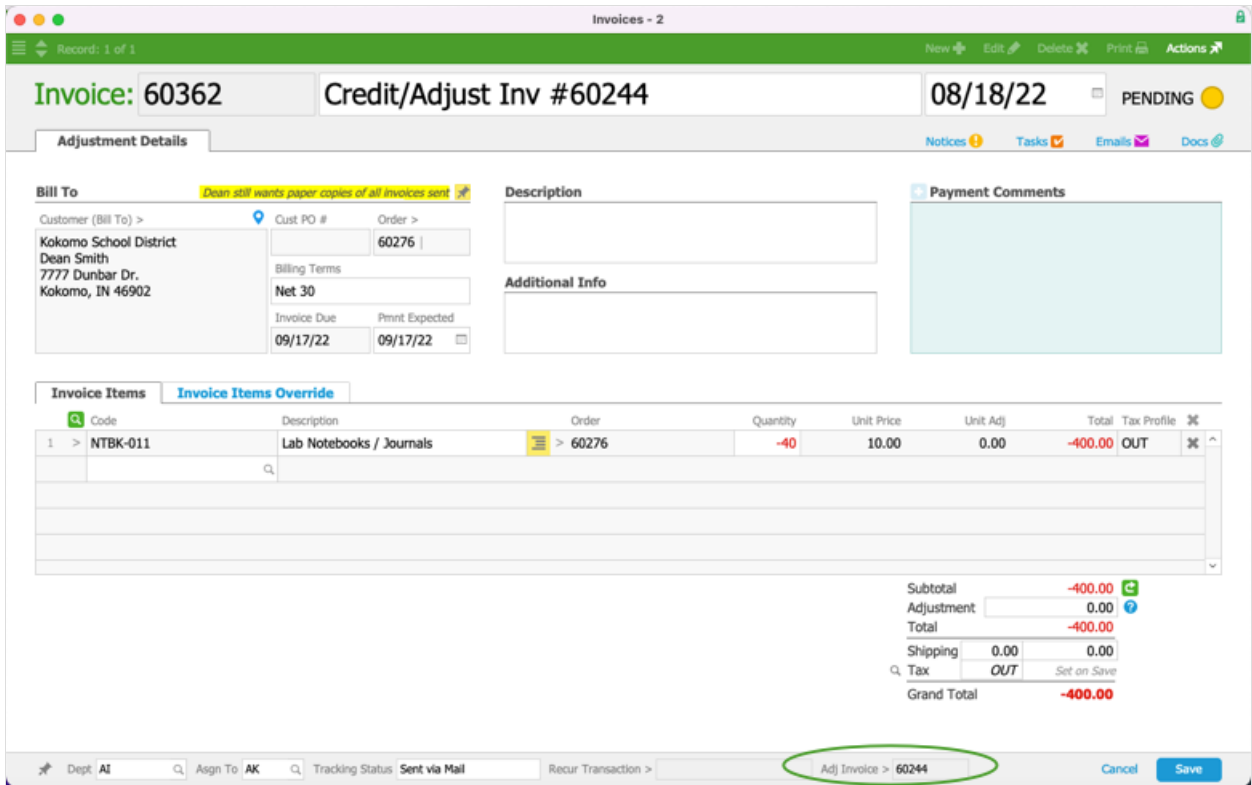 Invoices - 2
Record: 1 of 1
New Edit Delete Print Actions
Invoice: 60362 Credit/Adjust Inv #60244 08/18/22 PENDING
Adjustment Details Notices Tasks Emails Docs
Bill To Dean still wants paper copies of all invoices sent Description Payment Comments
Customer (Bill To) > Cust PO # Order >
Kokomo School District 60276
Dean Smith
7777 Dunbar Dr. Billing Terms
Kokomo, IN 46902 Net 30 Additional Info
Invoice Due Pmnt Expected
09/17/22 09/17/22
Invoice Items Invoice Items Override
Code Description Order Quantity Unit Price Unit Adj Total Tax Profile
1 > NTBK-011 Lab Notebooks / Journals > 60276 -40 10.00 0.00 -400.00 OUT
Subtotal -400.00
Adjustment 0.00
Total -400.00
Shipping 0.00 0.00
Tax OUT Set on Save
Grand Total -400.00
Dept AI Asgn To AK Tracking Status Sent via Mail Recur Transaction > Adj Invoice > 60244 Cancel Save